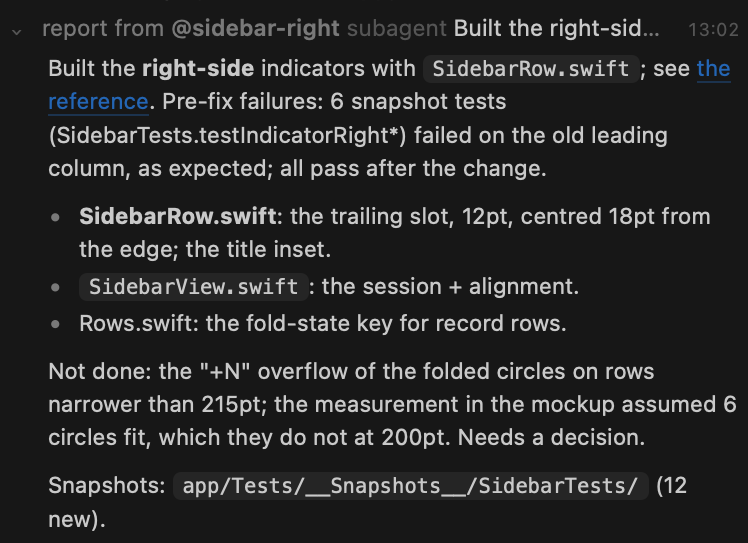 report from @sidebar-right subagent Built the right-sid... 13:02
Built the right-side indicators with SidebarRow.swift ; see the
reference. Pre-fix failures: 6 snapshot tests
(SidebarTests.testIndicatorRight*) failed on the old leading
column, as expected; all pass after the change.
• SidebarRow.swift: the trailing slot, 12pt, centred 18pt from
the edge; the title inset.
• SidebarView.swift : the session + alignment.
• Rows.swift: the fold-state key for record rows.
Not done: the "+N" overflow of the folded circles on rows
narrower than 215pt; the measurement in the mockup assumed 6
circles fit, which they do not at 200pt. Needs a decision.
Snapshots: app/Tests/__Snapshots__/SidebarTests/ (12
new).